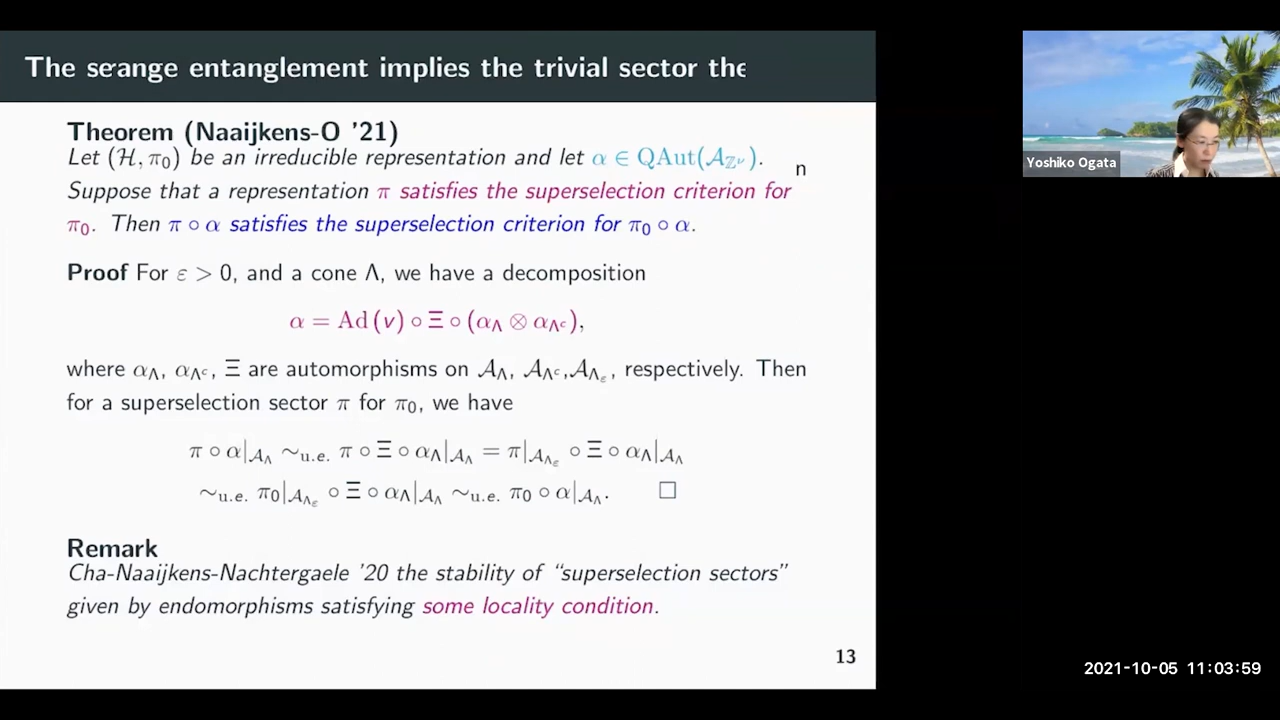 The serange entanglement implies the trivial sector the
n
Theorem (Naaijkens-O '21)
Let (ℋ, π₀) be an irreducible representation and let α ∈ QAut(𝒜_{ℤ^ν}).
Suppose that a representation π satisfies the superselection criterion for
π₀. Then π ∘ α satisfies the superselection criterion for π₀ ∘ α.
Proof For ε > 0, and a cone Λ, we have a decomposition
α = Ad (v) ∘ Ξ ∘ (α_Λ ⊗ α_{Λ^c}),
where α_Λ, α_{Λ^c}, Ξ are automorphisms on 𝒜_Λ, 𝒜_{Λ^c},𝒜_{Λ_ε}, respectively. Then
for a superselection sector π for π₀, we have
π ∘ α|_{𝒜_Λ} ∼_{u.e.} π ∘ Ξ ∘ α_Λ|_{𝒜_Λ} = π|_{𝒜_{Λ_ε}} ∘ Ξ ∘ α_Λ|_{𝒜_Λ}
∼_{u.e.} π₀|_{𝒜_{Λ_ε}} ∘ Ξ ∘ α_Λ|_{𝒜_Λ} ∼_{u.e.} π₀ ∘ α|_{𝒜_Λ}. □
Remark
Cha-Naaijkens-Nachtergaele '20 the stability of "superselection sectors"
given by endomorphisms satisfying some locality condition.
13
Yoshiko Ogata
2021-10-05 11:03:59